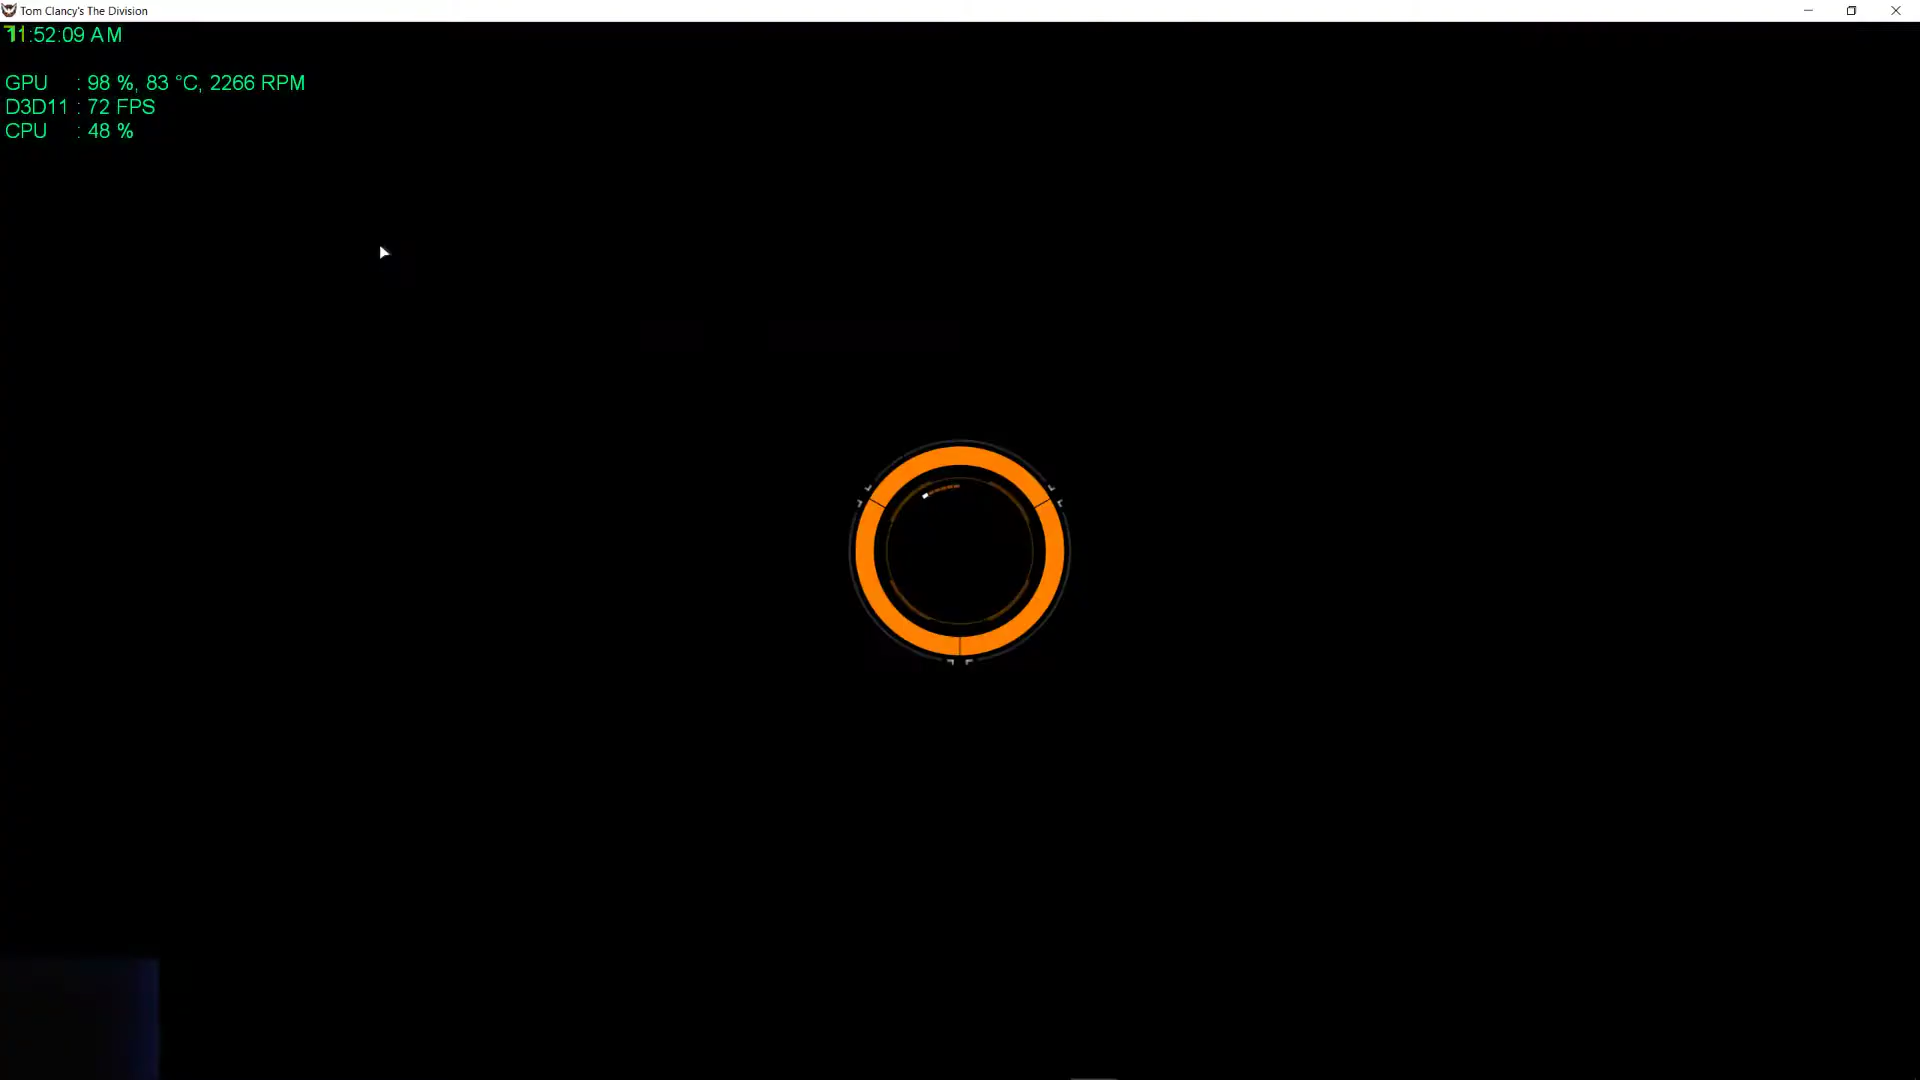 Tom Clancy's The Division
11:52:09 AM
GPU : 98 %, 83 °C, 2266 RPM
D3D11 : 72 FPS
CPU : 48 %